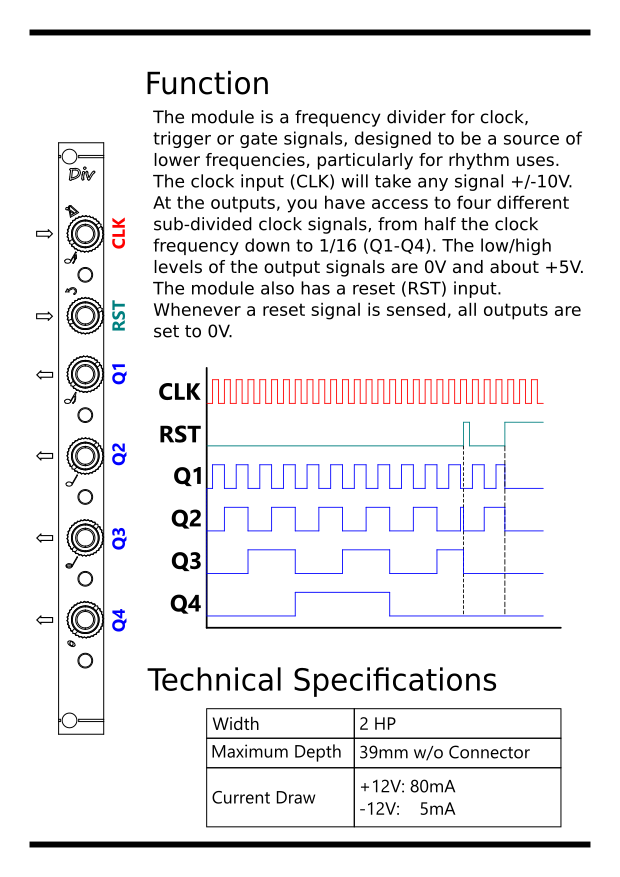 Function
The module is a frequency divider for clock,
trigger or gate signals, designed to be a source of
lower frequencies, particularly for rhythm uses.
The clock input (CLK) will take any signal +/-10V.
At the outputs, you have access to four different
sub-divided clock signals, from half the clock
frequency down to 1/16 (Q1-Q4). The low/high
levels of the output signals are 0V and about +5V.
The module also has a reset (RST) input.
Whenever a reset signal is sensed, all outputs are
set to 0V.
Div
CLK
RST
Q1
Q2
Q3
Q4
CLK
RST
Q1
Q2
Q3
Q4
Technical Specifications
Width 2 HP
Maximum Depth 39mm w/o Connector
Current Draw +12V: 80mA
-12V: 5mA